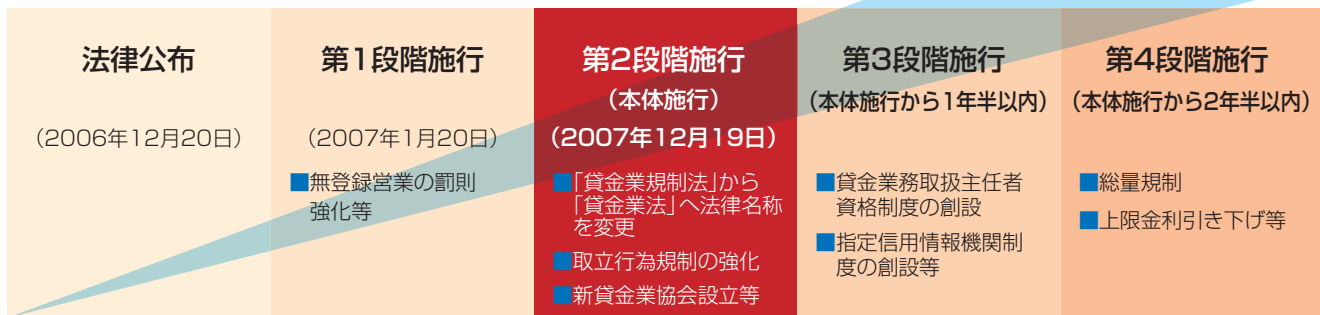 法律公布
（2006年12月20日）
第1段階施行
（2007年1月20日）
■無登録営業の罰則
強化等
第2段階施行
（本体施行）
（2007年12月19日）
■「貸金業規制法」から
「貸金業法」へ法律名称
を変更
■取立行為規制の強化
■新貸金業協会設立等
第3段階施行
（本体施行から1年半以内）
■貸金業務取扱主任者
資格制度の創設
■指定信用情報機関制
度の創設等
第4段階施行
（本体施行から2年半以内）
■総量規制
■上限金利引き下げ等